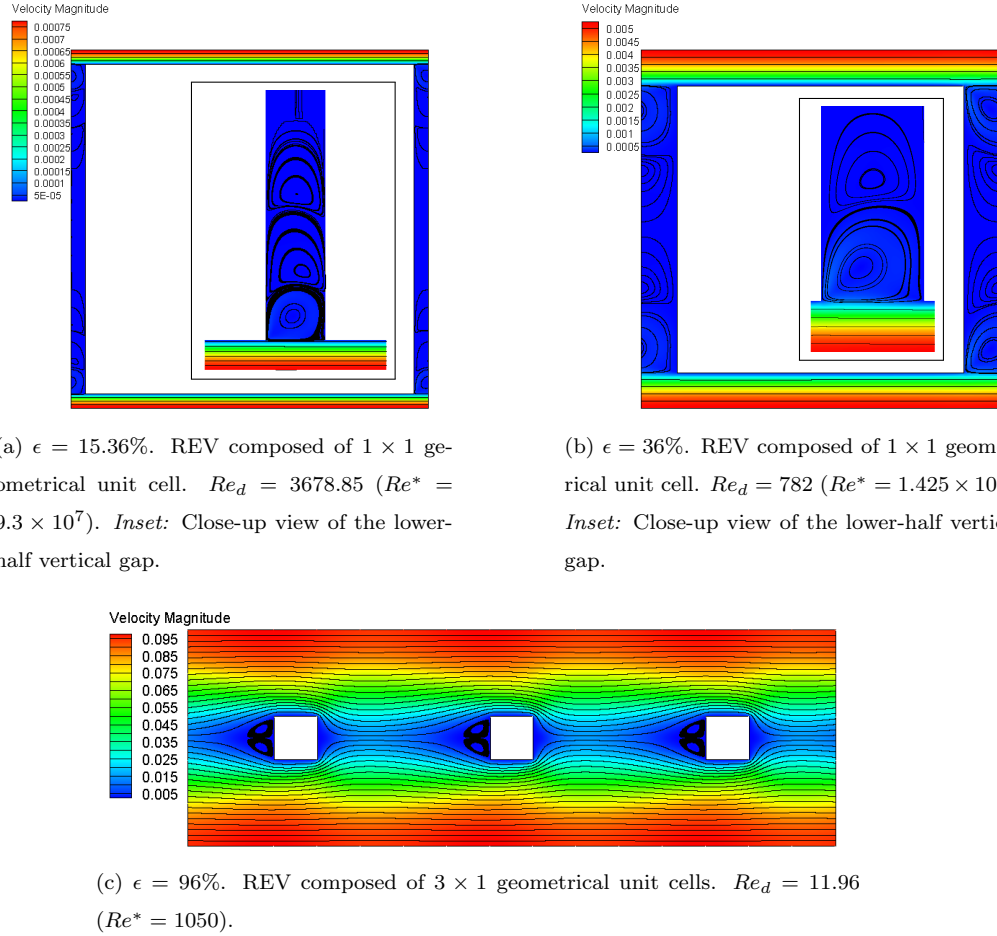 Velocity Magnitude
0.00075
0.0007
0.00065
0.0006
0.00055
0.0005
0.00045
0.0004
0.00035
0.0003
0.00025
0.0002
0.00015
0.0001
5E-05
Velocity Magnitude
0.005
0.0045
0.004
0.0035
0.003
0.0025
0.002
0.0015
0.001
0.0005
(a) ϵ = 15.36%. REV composed of 1 × 1 ge-
ometrical unit cell. Re_d = 3678.85 (Re* =
9.3 × 10⁷). Inset: Close-up view of the lower-
half vertical gap.
(b) ϵ = 36%. REV composed of 1 × 1 geom
rical unit cell. Re_d = 782 (Re* = 1.425 × 10
Inset: Close-up view of the lower-half vertic
gap.
Velocity Magnitude
0.095
0.085
0.075
0.065
0.055
0.045
0.035
0.025
0.015
0.005
(c) ϵ = 96%. REV composed of 3 × 1 geometrical unit cells. Re_d = 11.96
(Re* = 1050).